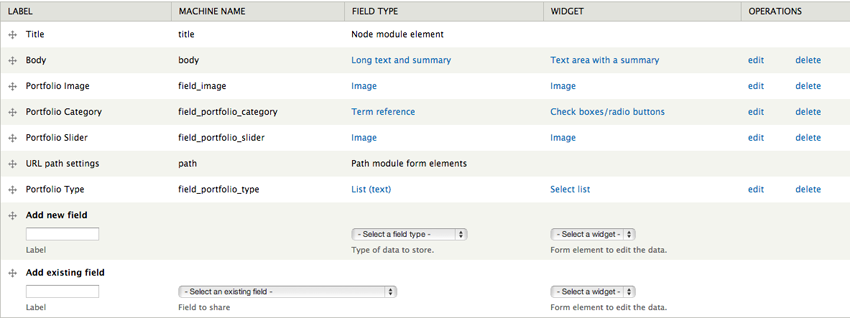 LABEL MACHINE NAME FIELD TYPE WIDGET OPERATIONS
Title title Node module element
Body body Long text and summary Text area with a summary edit delete
Portfolio Image field_image Image Image edit delete
Portfolio Category field_portfolio_category Term reference Check boxes/radio buttons edit delete
Portfolio Slider field_portfolio_slider Image Image edit delete
URL path settings path Path module form elements
Portfolio Type field_portfolio_type List (text) Select list edit delete
Add new field
- Select a field type - - Select a widget -
Label Type of data to store. Form element to edit the data.
Add existing field
- Select an existing field - - Select a widget -
Label Field to share Form element to edit the data.